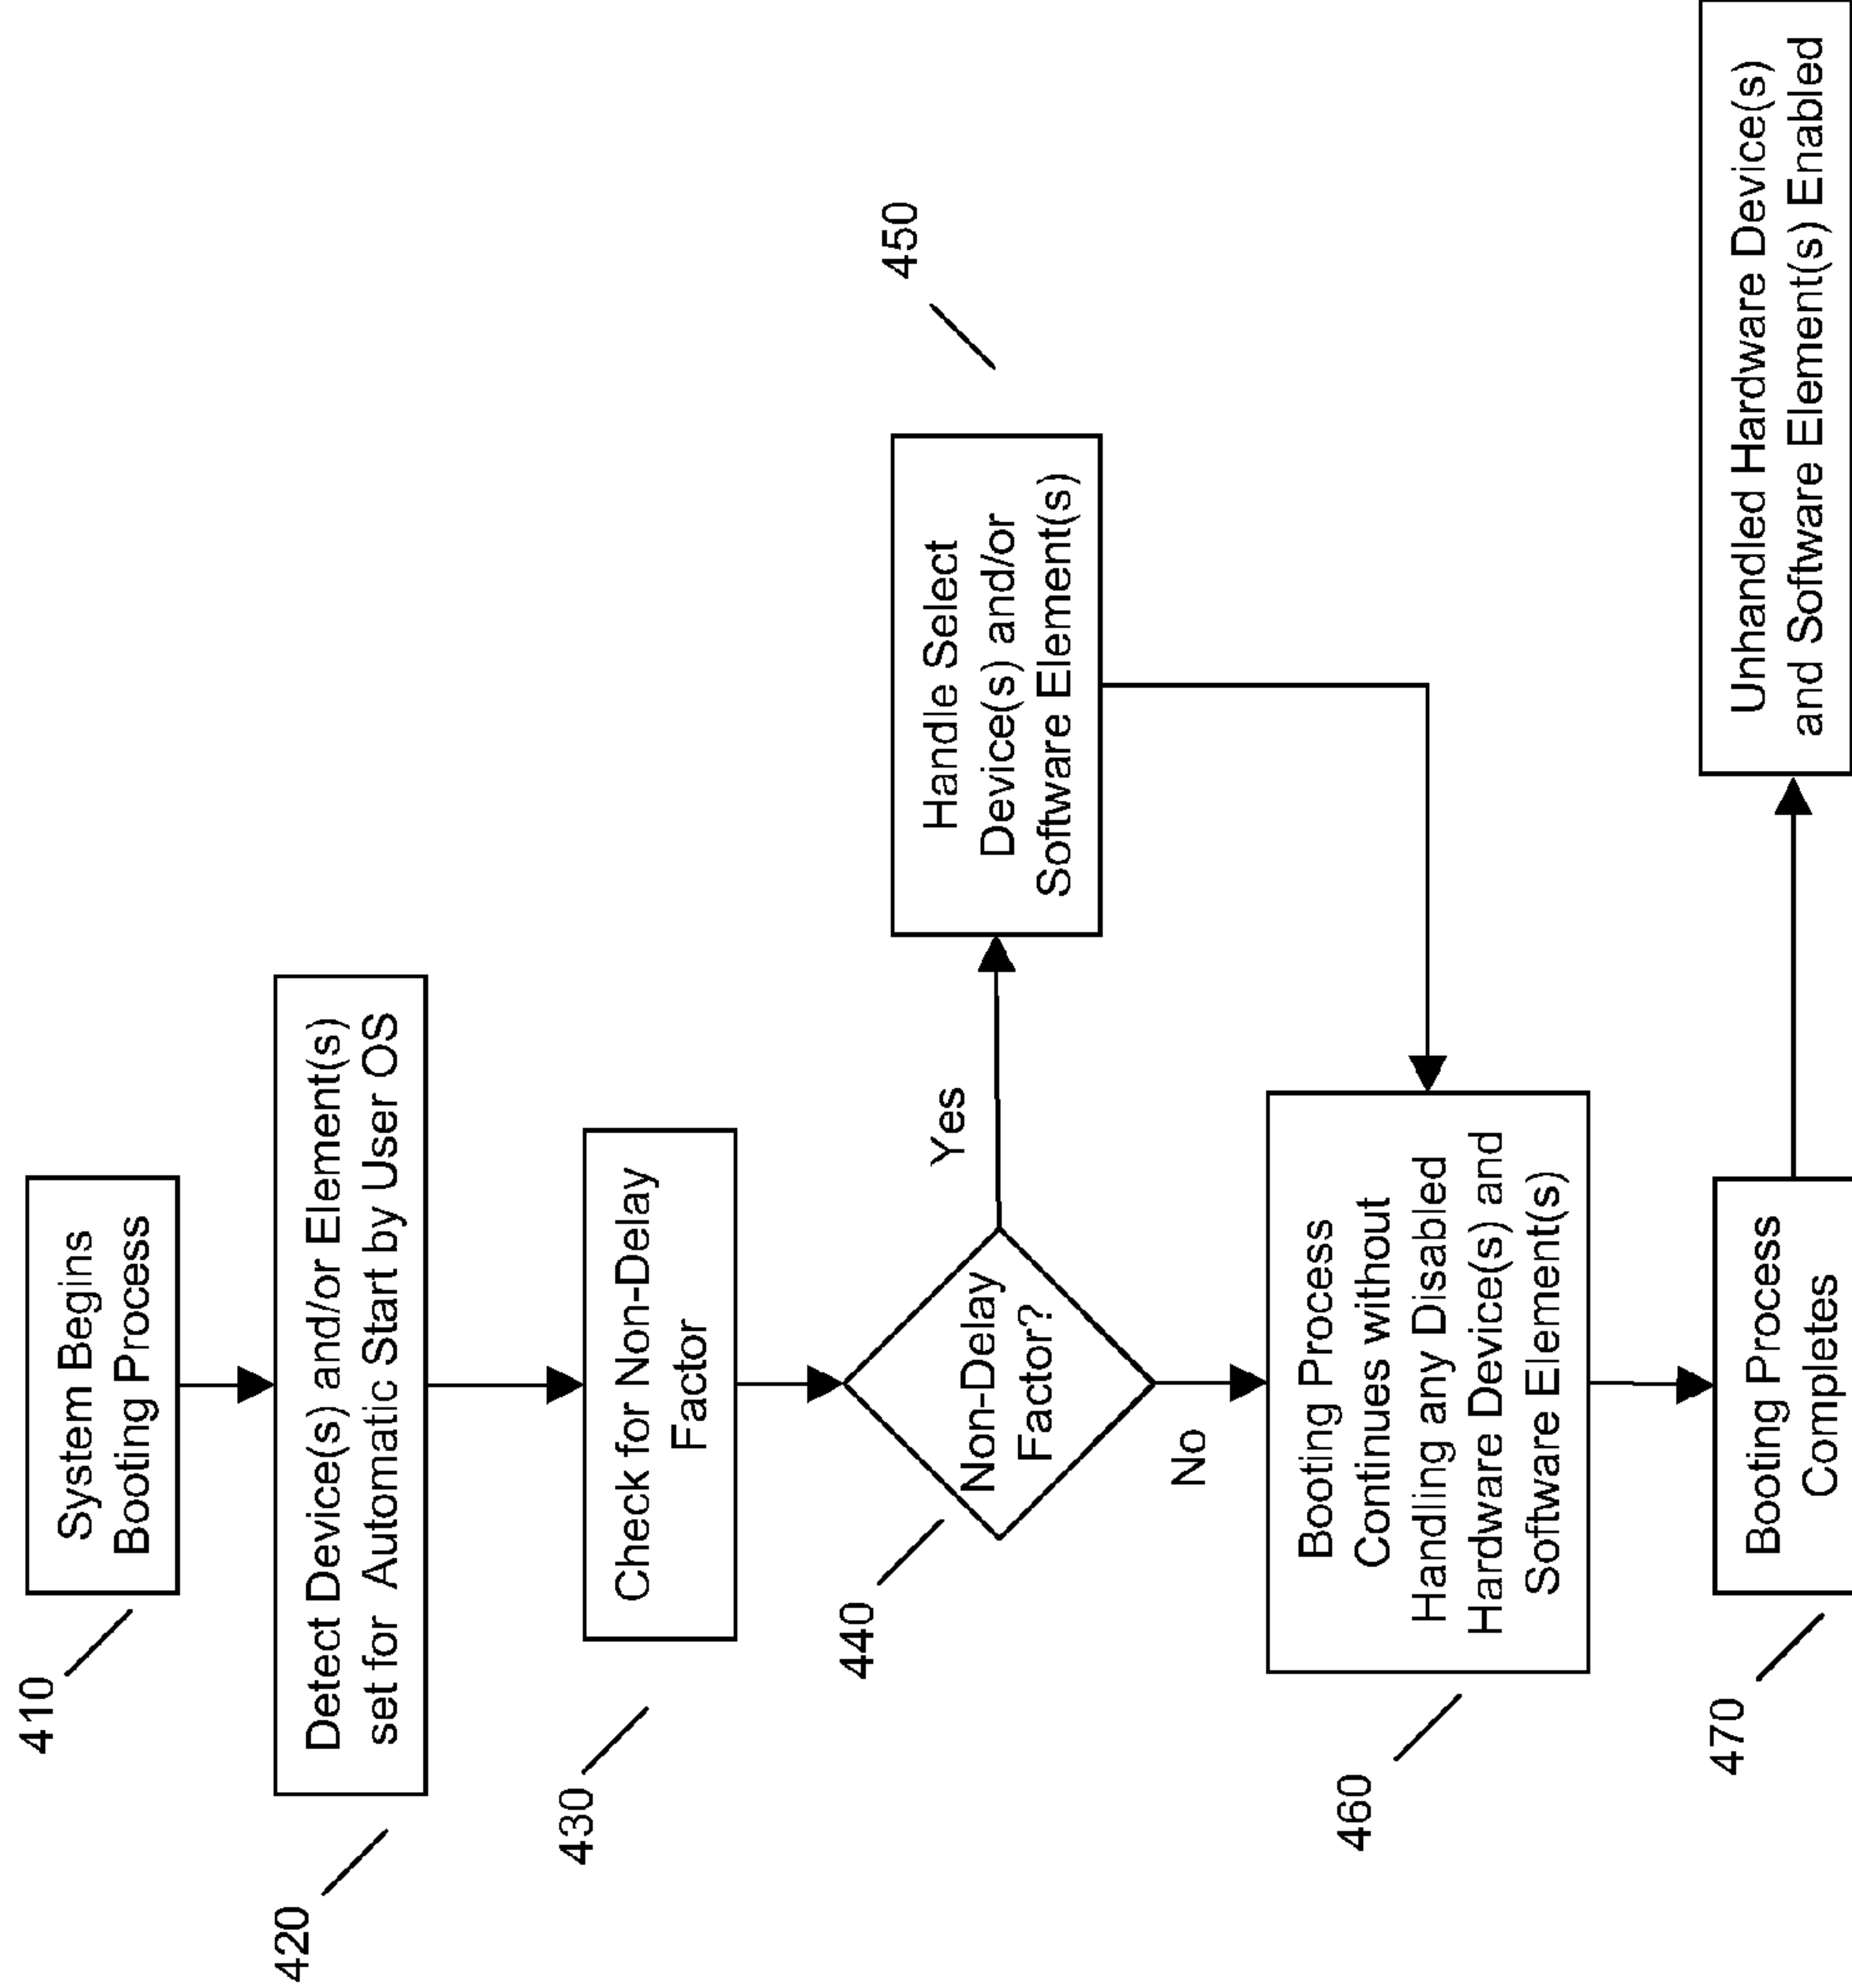 410
System Begins
Booting Process
420
Detect Device(s) and/or Element(s)
set for Automatic Start by User OS
430
Check for Non-Delay
Factor
440
Non-Delay
Factor?
Yes
450
Handle Select
Device(s) and/or
Software Element(s)
No
460
Booting Process
Continues without
Handling any Disabled
Hardware Device(s) and
Software Element(s)
470
Booting Process
Completes
Unhandled Hardware Device(s)
and Software Element(s) Enabled